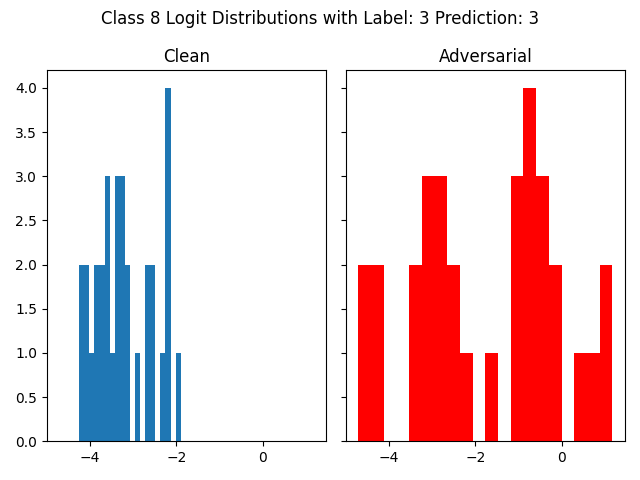 Class 8 Logit Distributions with Label: 3 Prediction: 3
Clean
Adversarial
4.0
3.5
3.0
2.5
2.0
1.5
1.0
0.5
0.0
−4 −2 0
−4 −2 0